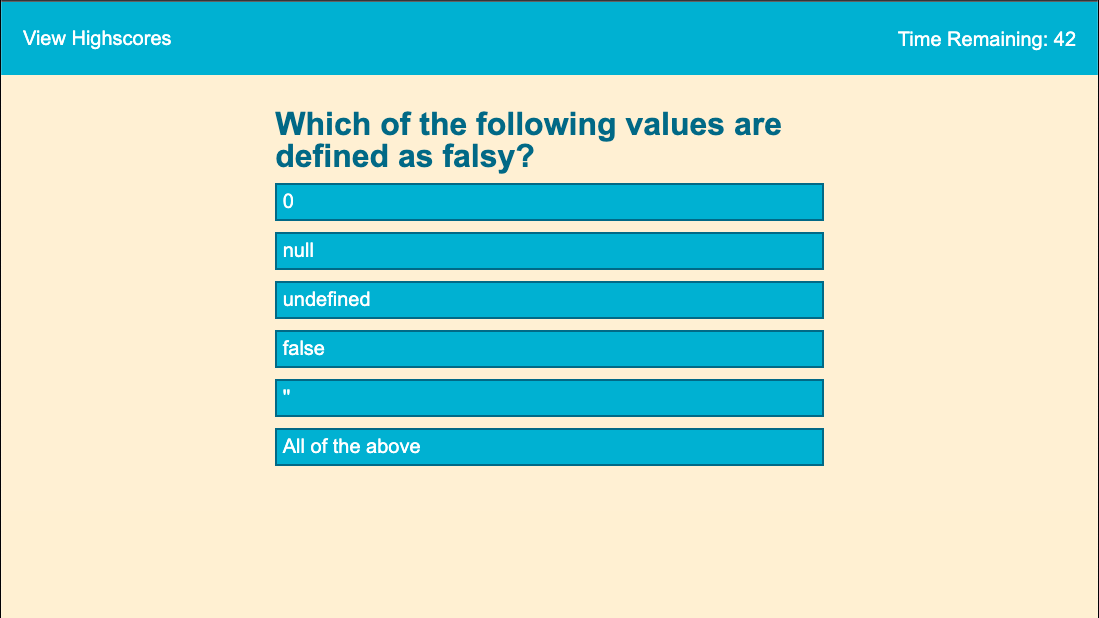 View Highscores
Time Remaining: 42
Which of the following values are
defined as falsy?
0
null
undefined
false
''
All of the above